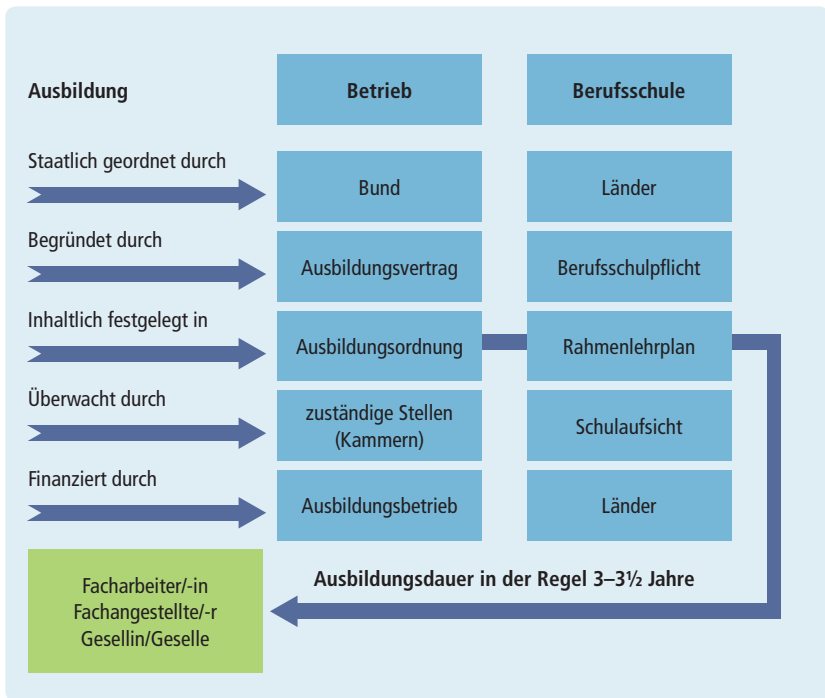 Ausbildung
Betrieb
Berufsschule
Staatlich geordnet durch
Bund
Länder
Begründet durch
Ausbildungsvertrag
Berufsschulpflicht
Inhaltlich festgelegt in
Ausbildungsordnung
Rahmenlehrplan
Überwacht durch
zuständige Stellen
(Kammern)
Schulaufsicht
Finanziert durch
Ausbildungsbetrieb
Länder
Ausbildungsdauer in der Regel 3–3½ Jahre
Facharbeiter/-in
Fachangestellte/-r
Gesellin/Geselle